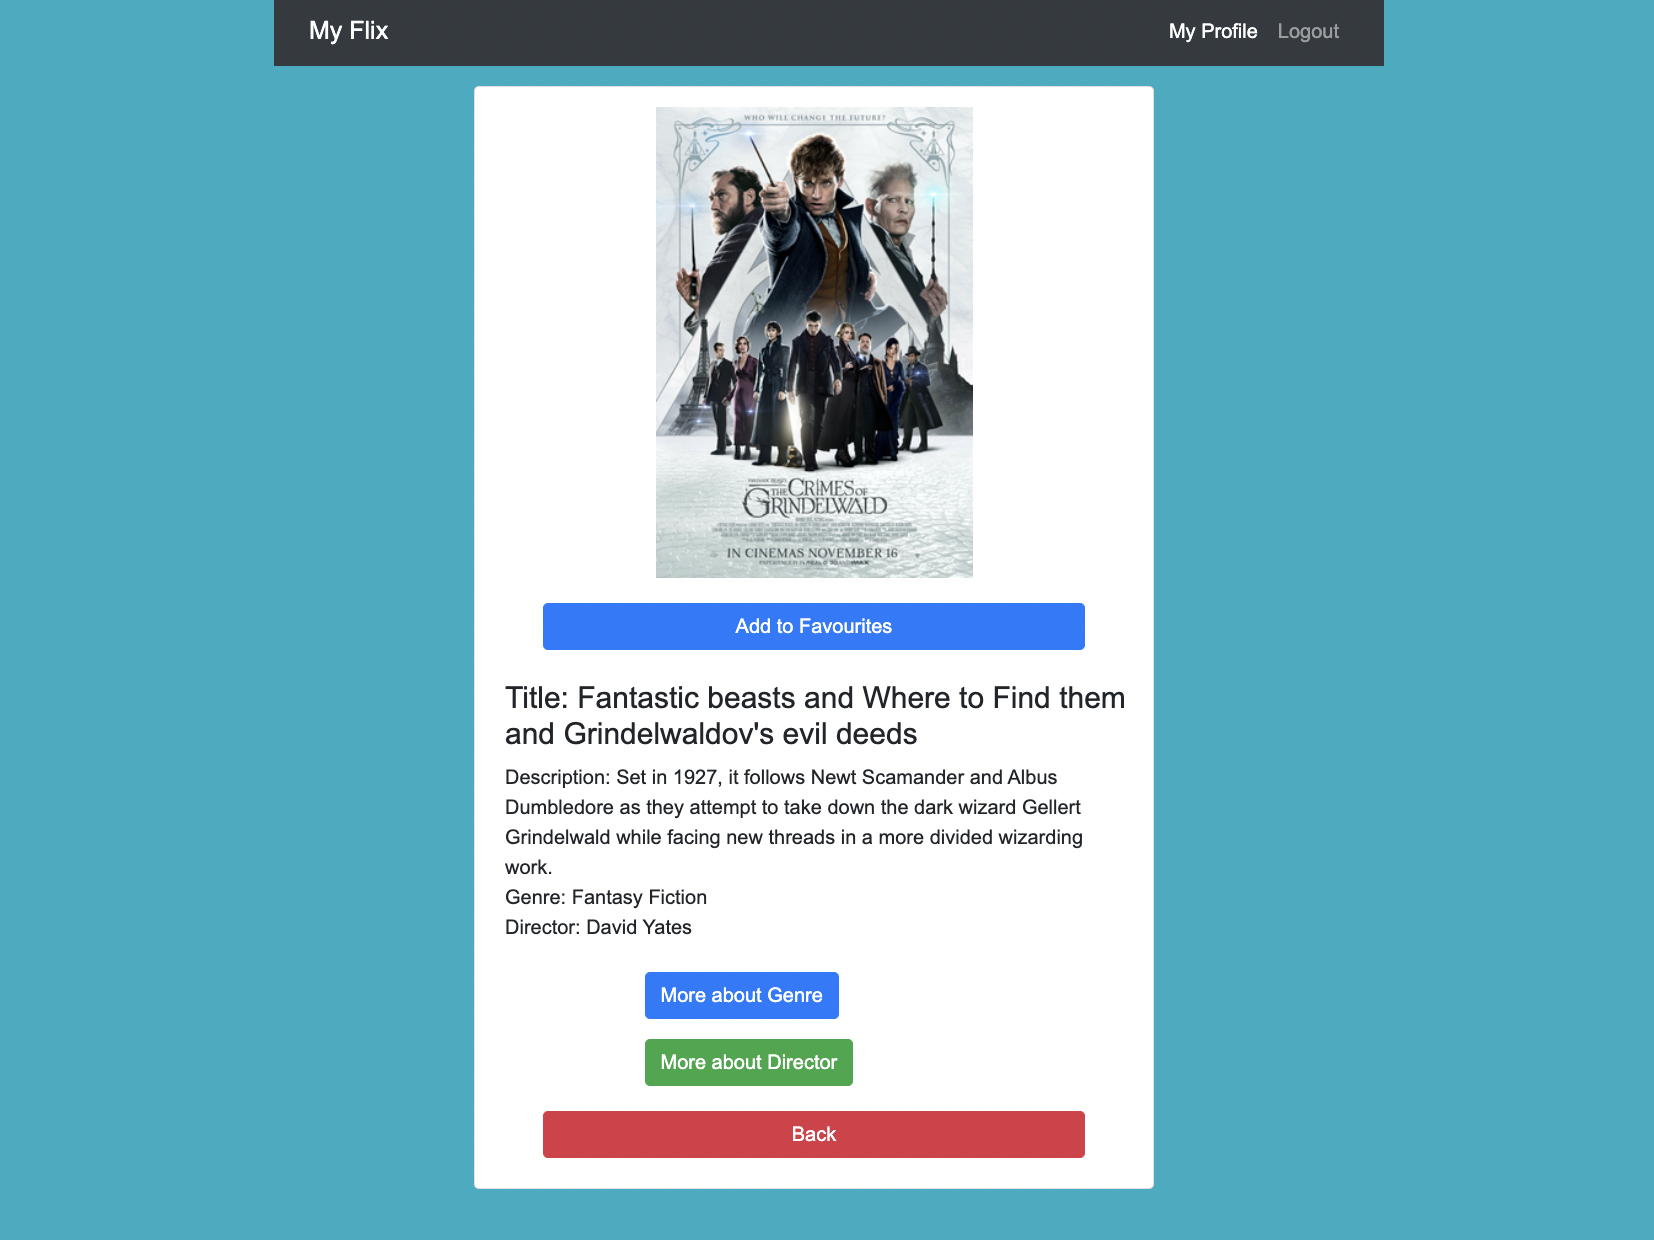 My Flix
My Profile
Logout
WHO WILL CHANGE THE FUTURE?
THE CRIMES OF
GRINDELWALD
IN CINEMAS NOVEMBER 16
Add to Favourites
Title: Fantastic beasts and Where to Find them
and Grindelwaldov's evil deeds
Description: Set in 1927, it follows Newt Scamander and Albus
Dumbledore as they attempt to take down the dark wizard Gellert
Grindelwald while facing new threads in a more divided wizarding
work.
Genre: Fantasy Fiction
Director: David Yates
More about Genre
More about Director
Back